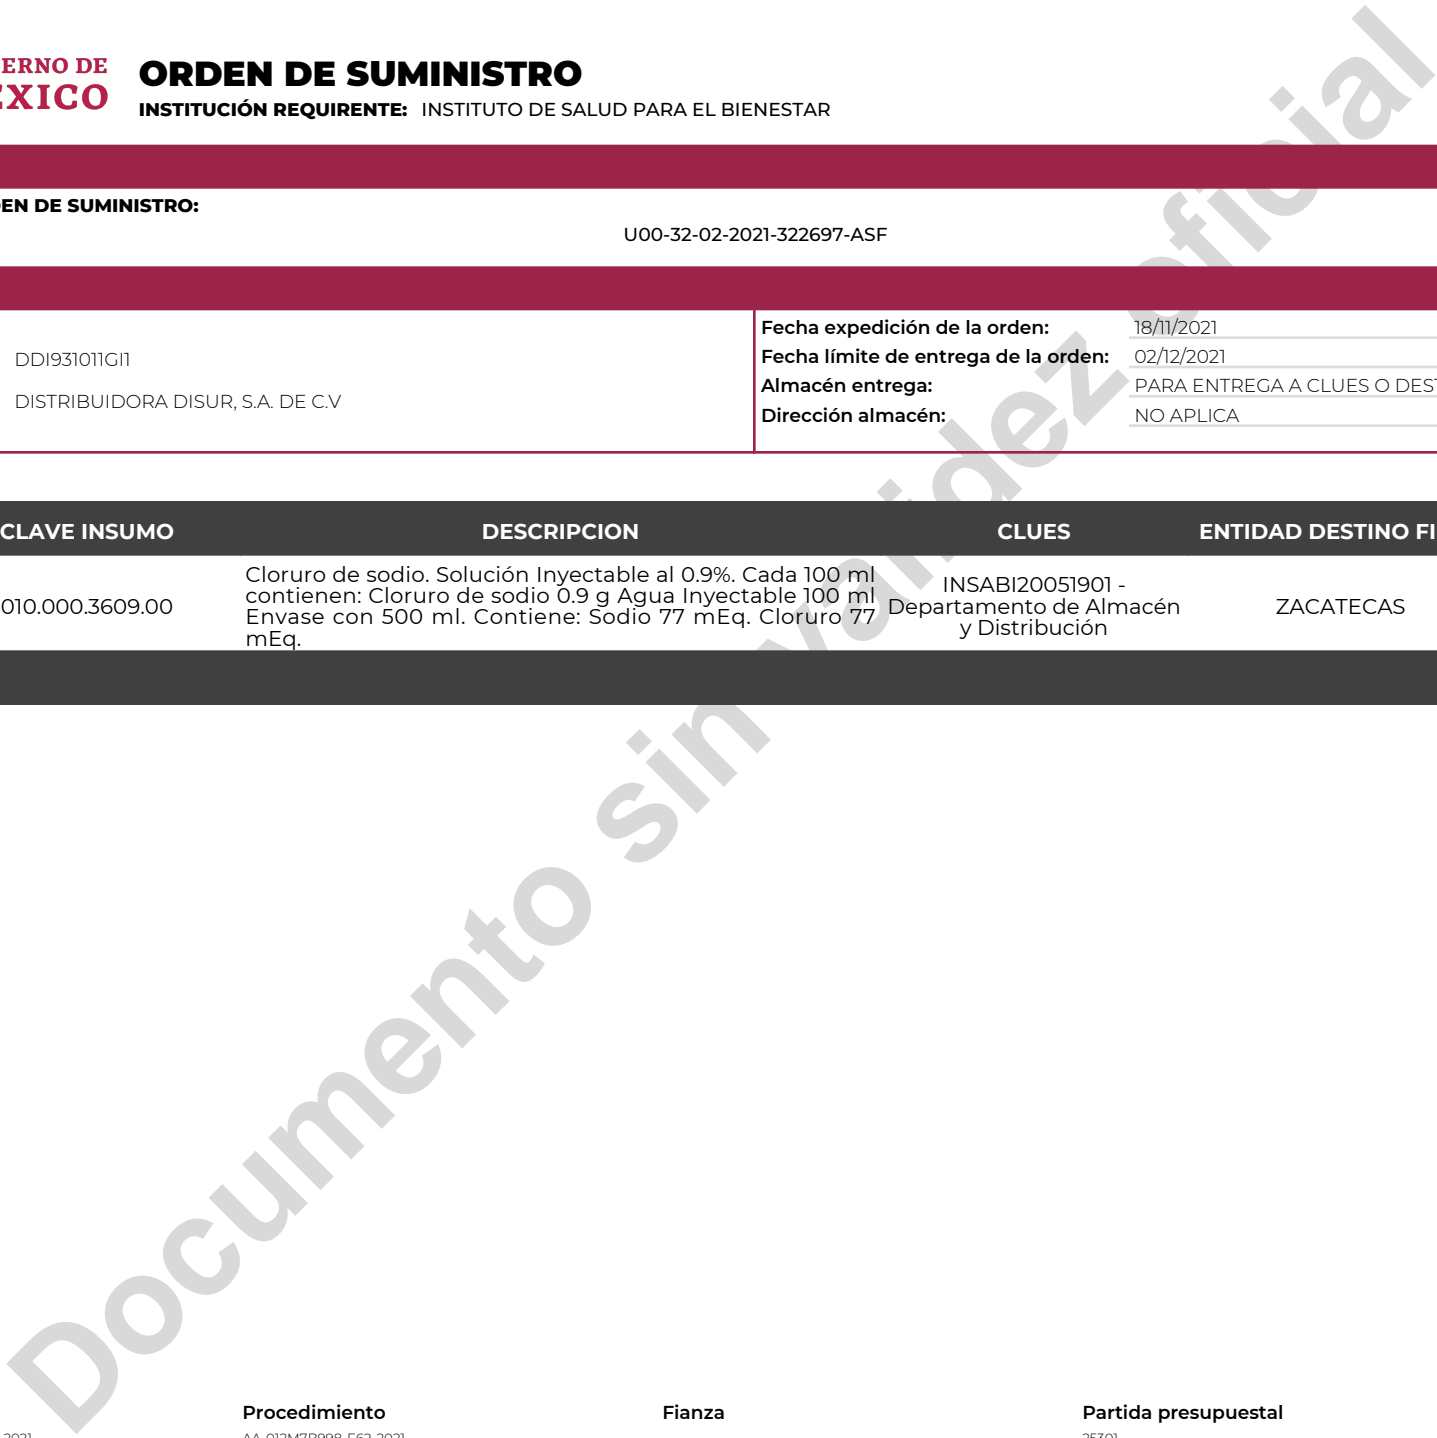 ERNO DE
ÉXICO
ORDEN DE SUMINISTRO
INSTITUCIÓN REQUIRENTE: INSTITUTO DE SALUD PARA EL BIENESTAR
EN DE SUMINISTRO:
U00-32-02-2021-322697-ASF
DDI931011GI1
DISTRIBUIDORA DISUR, S.A. DE C.V
Fecha expedición de la orden: 18/11/2021
Fecha límite de entrega de la orden: 02/12/2021
Almacén entrega: PARA ENTREGA A CLUES O DEST
Dirección almacén: NO APLICA
CLAVE INSUMO DESCRIPCION CLUES ENTIDAD DESTINO FI
010.000.3609.00
Cloruro de sodio. Solución Inyectable al 0.9%. Cada 100 ml
contienen: Cloruro de sodio 0.9 g Agua Inyectable 100 ml
Envase con 500 ml. Contiene: Sodio 77 mEq. Cloruro 77
mEq.
INSABI20051901 -
Departamento de Almacén
y Distribución
ZACATECAS
Documento sin validez oficial
Procedimiento Fianza Partida presupuestal